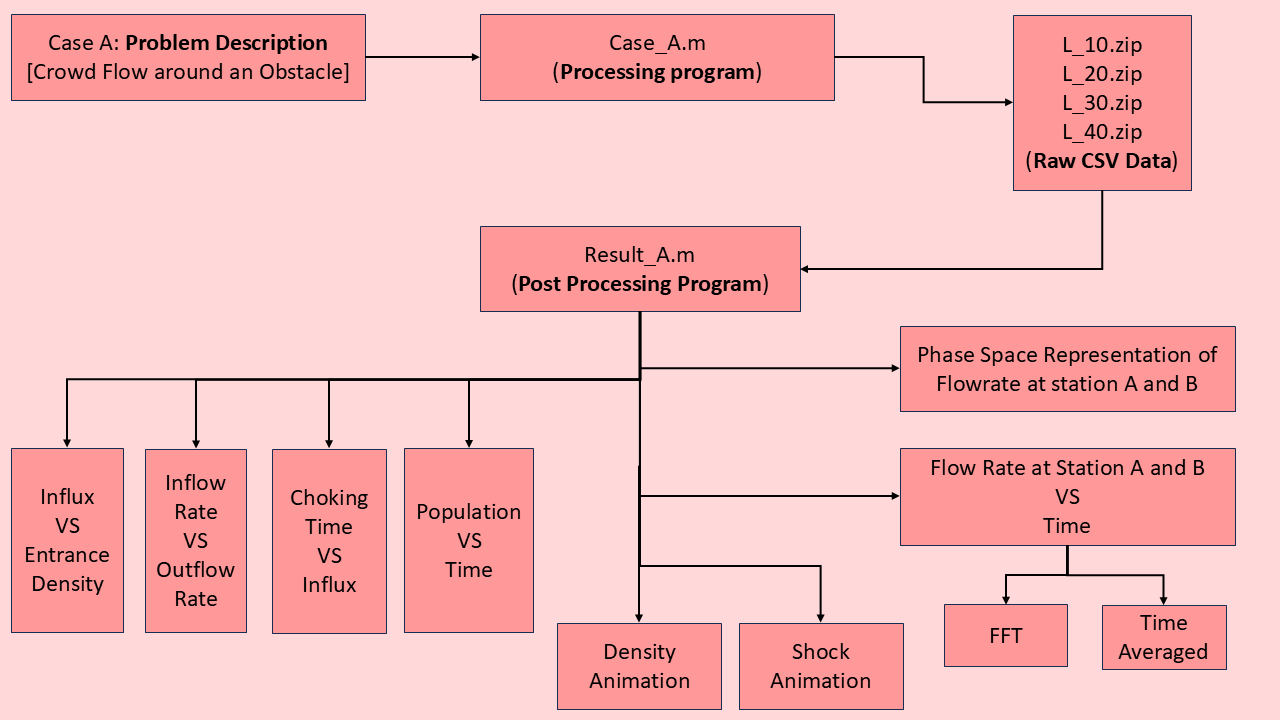 Case A: Problem Description
[Crowd Flow around an Obstacle]
Case_A.m
(Processing program)
L_10.zip
L_20.zip
L_30.zip
L_40.zip
(Raw CSV Data)
Result_A.m
(Post Processing Program)
Phase Space Representation of
Flowrate at station A and B
Influx
VS
Entrance
Density
Inflow
Rate
VS
Outflow
Rate
Choking
Time
VS
Influx
Population
VS
Time
Flow Rate at Station A and B
VS
Time
Density
Animation
Shock
Animation
FFT
Time
Averaged